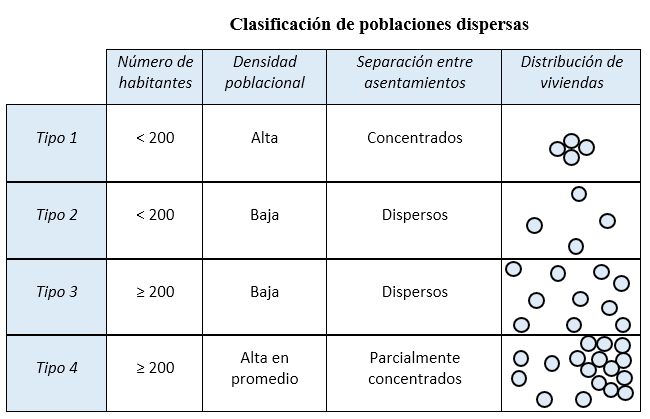 Clasificación de poblaciones dispersas
Número de habitantes Densidad poblacional Separación entre asentamientos Distribución de viviendas
Tipo 1 < 200 Alta Concentrados
Tipo 2 < 200 Baja Dispersos
Tipo 3 ≥ 200 Baja Dispersos
Tipo 4 ≥ 200 Alta en promedio Parcialmente concentrados